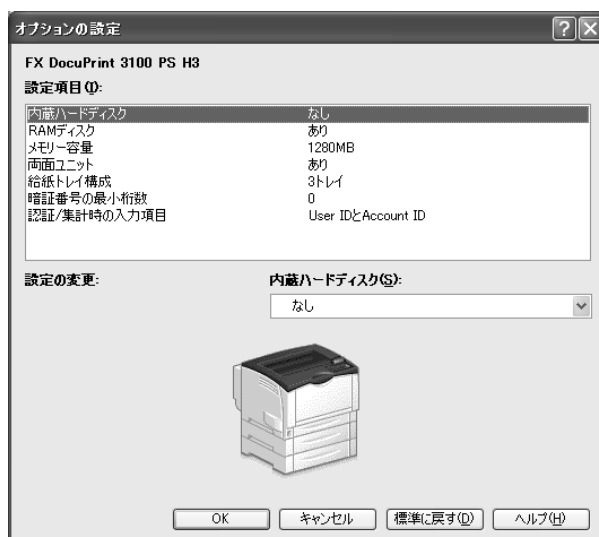 オプションの設定
FX DocuPrint 3100 PS H3
設定項目(I):
内蔵ハードディスク なし
RAMディスク あり
メモリー容量 1280MB
両面ユニット あり
給紙トレイ構成 3トレイ
暗証番号の最小桁数 0
認証/集計時の入力項目 User IDとAccount ID
設定の変更: 内蔵ハードディスク(S):
なし
OK キャンセル 標準に戻す(D) ヘルプ(H)